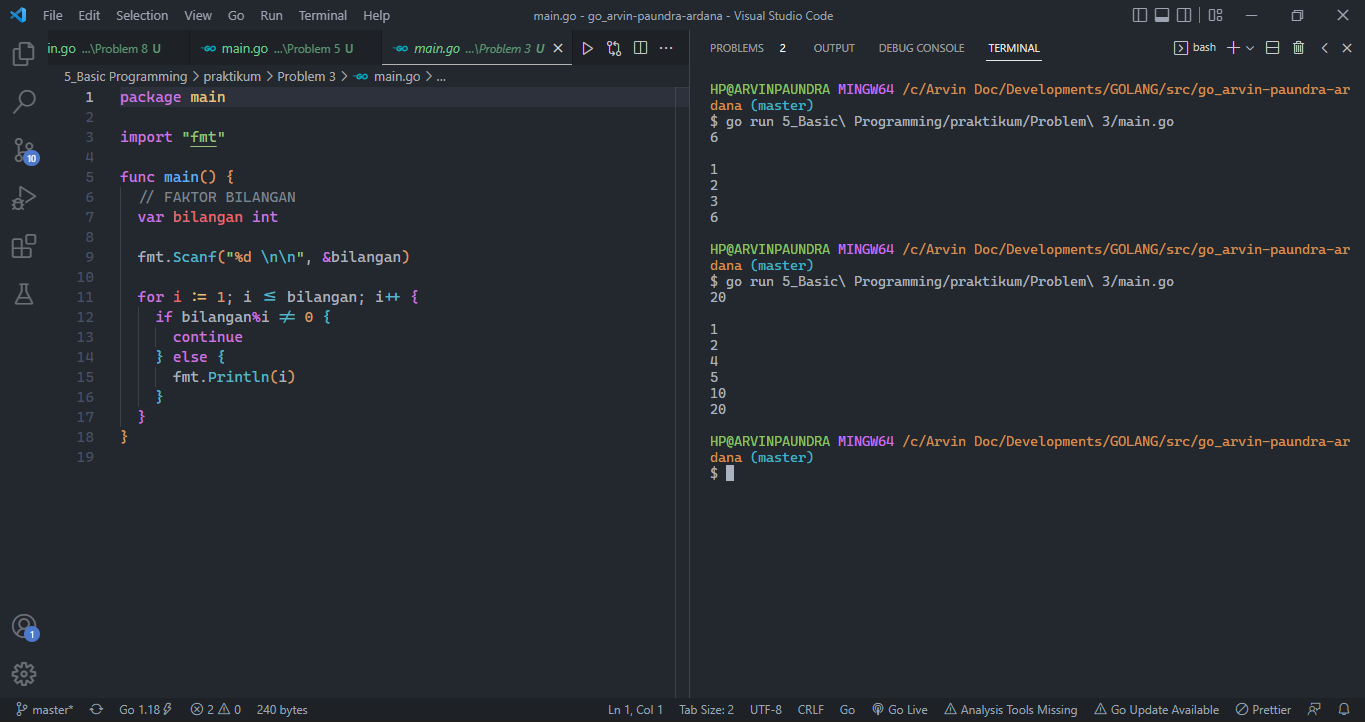 File Edit Selection View Go Run Terminal Help main.go - go_arvin-paundra-ardana - Visual Studio Code
in.go ...\Problem 8 U main.go ...\Problem 5 U main.go ...\Problem 3 U
5_Basic Programming > praktikum > Problem 3 > main.go > ...
1 package main
2
3 import "fmt"
4
5 func main() {
6 // FAKTOR BILANGAN
7 var bilangan int
8
9 fmt.Scanf("%d \n\n", &bilangan)
10
11 for i := 1; i <= bilangan; i++ {
12 if bilangan%i != 0 {
13 continue
14 } else {
15 fmt.Println(i)
16 }
17 }
18 }
19
PROBLEMS 2 OUTPUT DEBUG CONSOLE TERMINAL bash
HP@ARVINPAUNDRA MINGW64 /c/Arvin Doc/Developments/GOLANG/src/go_arvin-paundra-ar
dana (master)
$ go run 5_Basic\ Programming/praktikum/Problem\ 3/main.go
6
1
2
3
6
HP@ARVINPAUNDRA MINGW64 /c/Arvin Doc/Developments/GOLANG/src/go_arvin-paundra-ar
dana (master)
$ go run 5_Basic\ Programming/praktikum/Problem\ 3/main.go
20
1
2
4
5
10
20
HP@ARVINPAUNDRA MINGW64 /c/Arvin Doc/Developments/GOLANG/src/go_arvin-paundra-ar
dana (master)
$
10
1
master* Go 1.18 2 0 240 bytes Ln 1, Col 1 Tab Size: 2 UTF-8 CRLF Go Go Live Analysis Tools Missing Go Update Available Prettier